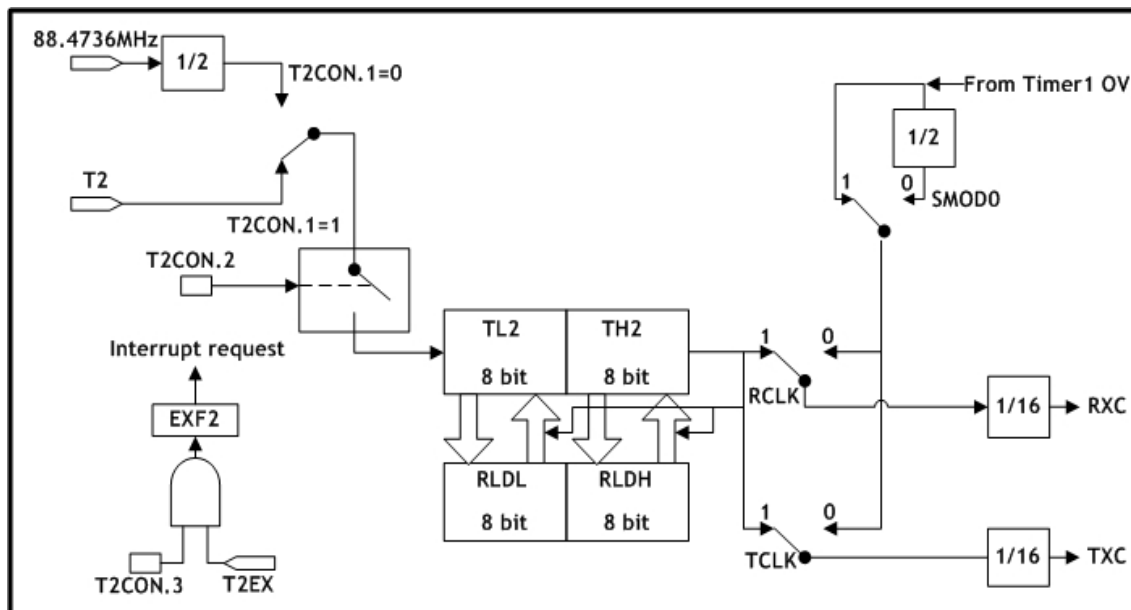 88.4736MHz
1/2
T2CON.1=0
From Timer1 OV
1/2
T2
1
0
SMOD0
T2CON.1=1
T2CON.2
TL2
TH2
8 bit
8 bit
1
0
Interrupt request
RCLK
1/16
RXC
EXF2
RLDL
RLDH
8 bit
8 bit
1
0
TCLK
1/16
TXC
T2CON.3
T2EX